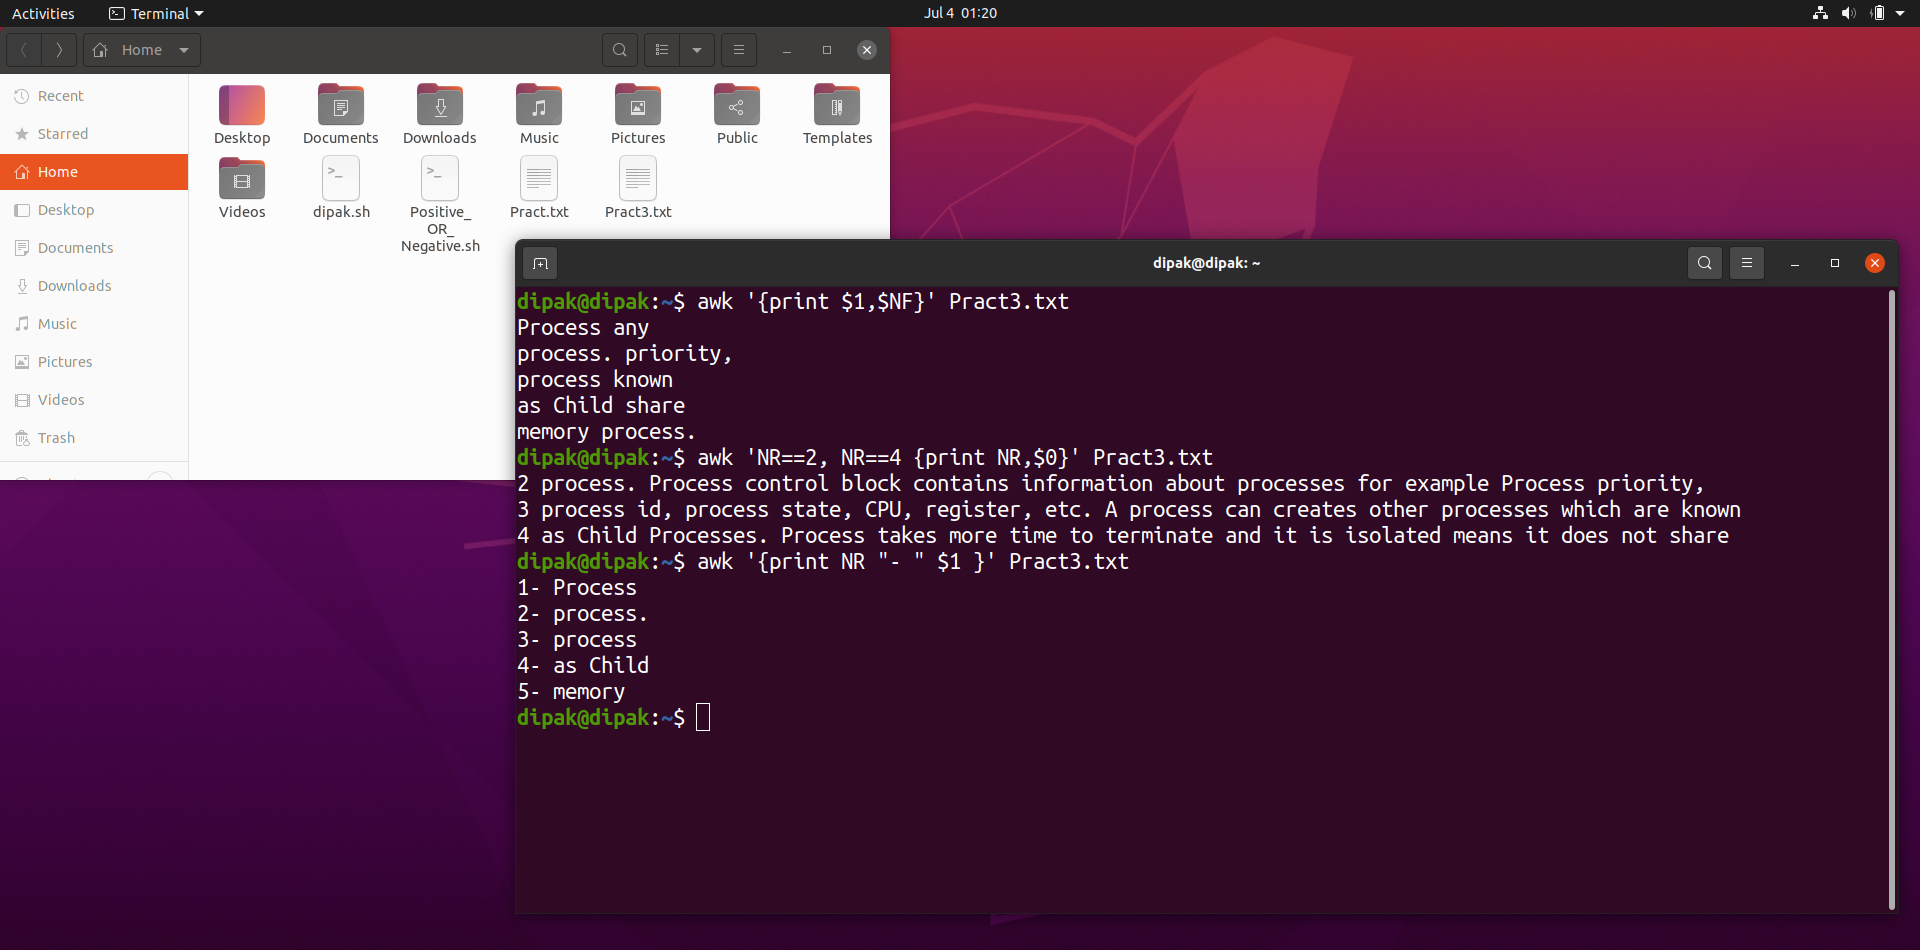 Activities
Terminal
Jul 4 01:20
Home
Recent
Starred
Home
Desktop
Documents
Downloads
Music
Pictures
Videos
Trash
Desktop
Documents
Downloads
Music
Pictures
Public
Templates
Videos
>_
dipak.sh
>_
Positive_
OR_
Negative.sh
Pract.txt
Pract3.txt
dipak@dipak: ~
dipak@dipak:~$ awk '{print $1,$NF}' Pract3.txt
Process any
process. priority,
process known
as Child share
memory process.
dipak@dipak:~$ awk 'NR==2, NR==4 {print NR,$0}' Pract3.txt
2 process. Process control block contains information about processes for example Process priority,
3 process id, process state, CPU, register, etc. A process can creates other processes which are known
4 as Child Processes. Process takes more time to terminate and it is isolated means it does not share
dipak@dipak:~$ awk '{print NR "- " $1 }' Pract3.txt
1- Process
2- process.
3- process
4- as Child
5- memory
dipak@dipak:~$